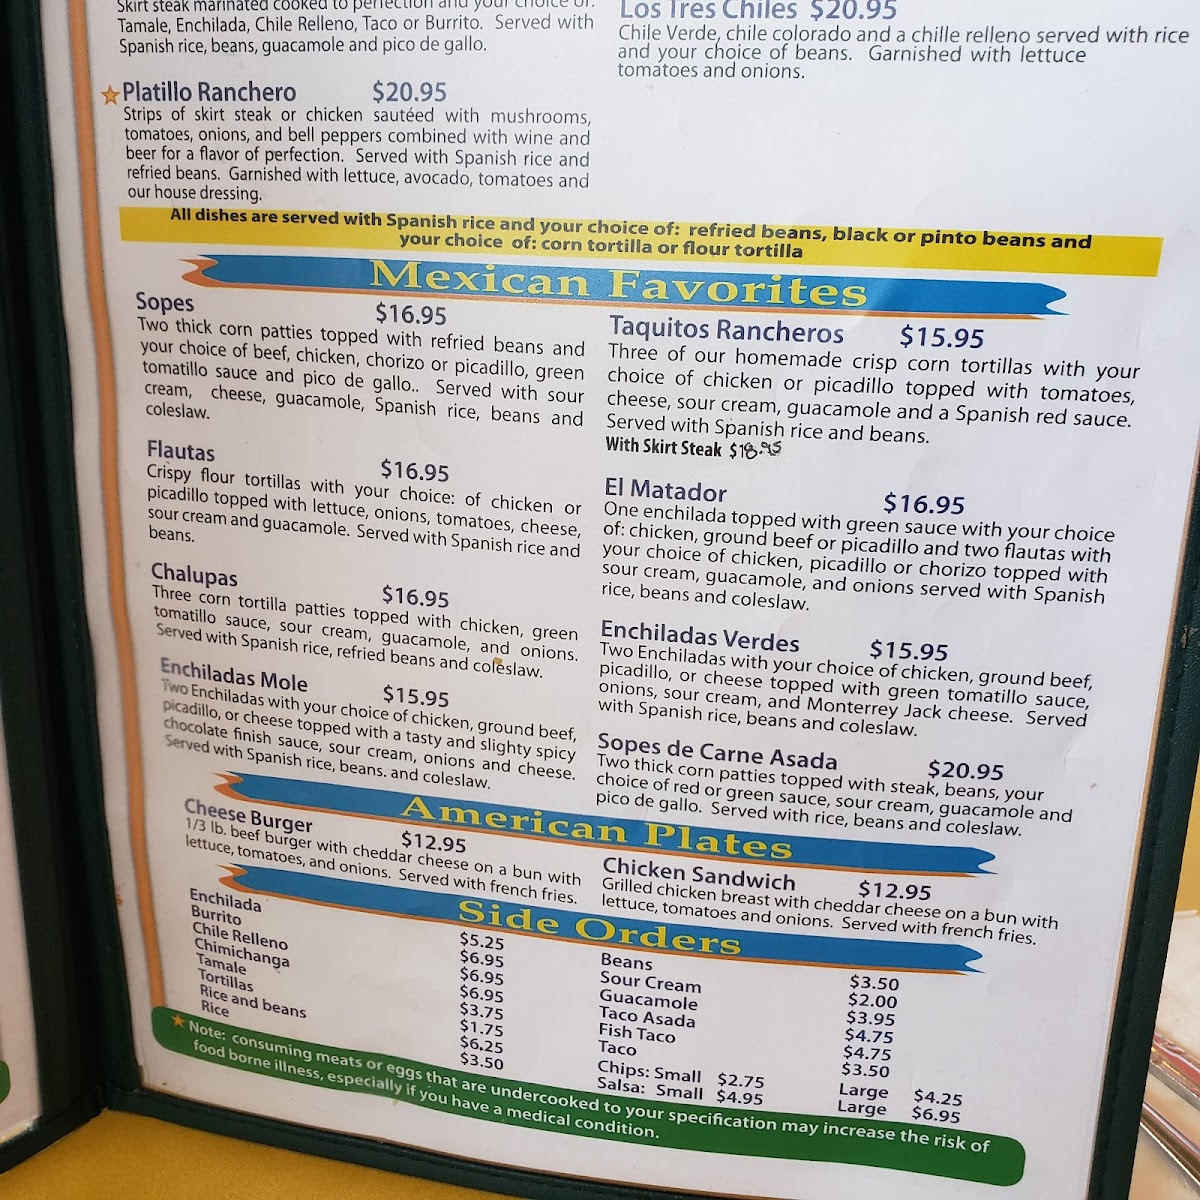 Skirt steak marinated cooked to perfection and your choice of:
Tamale, Enchilada, Chile Relleno, Taco or Burrito. Served with
Spanish rice, beans, guacamole and pico de gallo.
Platillo Ranchero $20.95
Strips of skirt steak or chicken sautéed with mushrooms,
tomatoes, onions, and bell peppers combined with wine and
beer for a flavor of perfection. Served with Spanish rice and
refried beans. Garnished with lettuce, avocado, tomatoes and
our house dressing.
Los Tres Chiles $20.95
Chile Verde, chile colorado and a chille relleno served with rice
and your choice of beans. Garnished with lettuce
tomatoes and onions.
All dishes are served with Spanish rice and your choice of: refried beans, black or pinto beans and
your choice of: corn tortilla or flour tortilla
Mexican Favorites
Sopes $16.95
Two thick corn patties topped with refried beans and
your choice of beef, chicken, chorizo or picadillo, green
tomatillo sauce and pico de gallo.. Served with sour
cream, cheese, guacamole, Spanish rice, beans and
coleslaw.
Flautas $16.95
Crispy flour tortillas with your choice: of chicken or
picadillo topped with lettuce, onions, tomatoes, cheese,
sour cream and guacamole. Served with Spanish rice and
beans.
Chalupas $16.95
Three corn tortilla patties topped with chicken, green
tomatillo sauce, sour cream, guacamole, and onions.
Served with Spanish rice, refried beans and coleslaw.
Enchiladas Mole $15.95
Two Enchiladas with your choice of chicken, ground beef,
picadillo, or cheese topped with a tasty and slighty spicy
chocolate finish sauce, sour cream, onions and cheese.
Served with Spanish rice, beans. and coleslaw.
Taquitos Rancheros $15.95
Three of our homemade crisp corn tortillas with your
choice of chicken or picadillo topped with tomatoes,
cheese, sour cream, guacamole and a Spanish red sauce.
Served with Spanish rice and beans.
With Skirt Steak $18.95
El Matador $16.95
One enchilada topped with green sauce with your choice
of: chicken, ground beef or picadillo and two flautas with
your choice of chicken, picadillo or chorizo topped with
sour cream, guacamole, and onions served with Spanish
rice, beans and coleslaw.
Enchiladas Verdes $15.95
Two Enchiladas with your choice of chicken, ground beef,
picadillo, or cheese topped with green tomatillo sauce,
onions, sour cream, and Monterrey Jack cheese. Served
with Spanish rice, beans and coleslaw.
Sopes de Carne Asada $20.95
Two thick corn patties topped with steak, beans, your
choice of red or green sauce, sour cream, guacamole and
pico de gallo. Served with rice, beans and coleslaw.
American Plates
Cheese Burger $12.95
1/3 lb. beef burger with cheddar cheese on a bun with
lettuce, tomatoes, and onions. Served with french fries.
Chicken Sandwich $12.95
Grilled chicken breast with cheddar cheese on a bun with
lettuce, tomatoes and onions. Served with french fries.
Side Orders
Enchilada $5.25
Burrito $6.95
Chile Relleno $6.95
Chimichanga $6.95
Tamale $3.75
Tortillas $1.75
Rice and beans $6.25
Rice $3.50
Beans $3.50
Sour Cream $2.00
Guacamole $3.95
Taco Asada $4.75
Fish Taco $4.75
Taco $3.50
Chips: Small $2.75 Large $4.25
Salsa: Small $4.95 Large $6.95
Note: consuming meats or eggs that are undercooked to your specification may increase the risk of
food borne illness, especially if you have a medical condition.